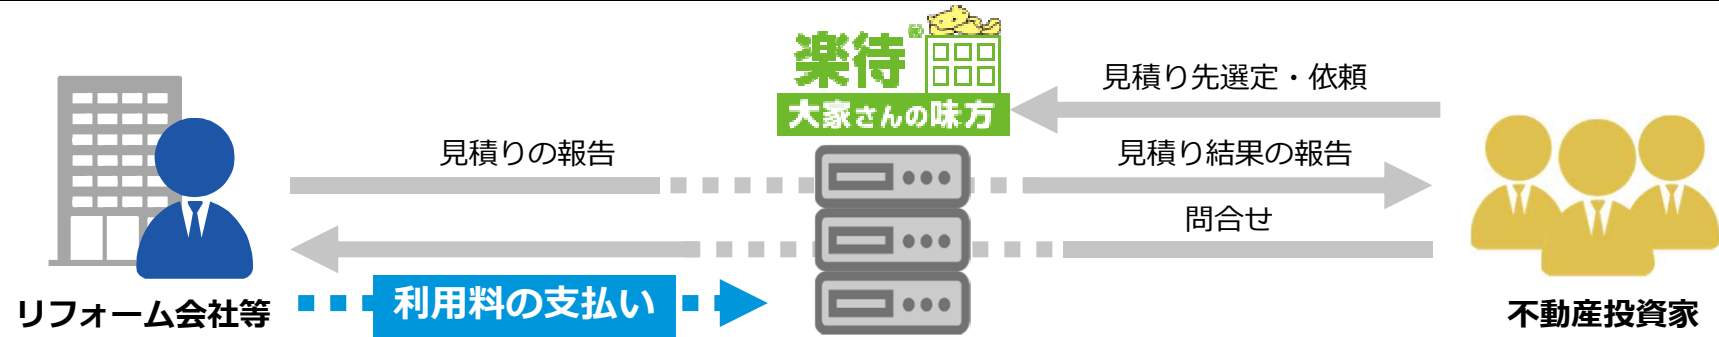 楽待
大家さんの味方
見積り先選定・依頼
見積りの報告
見積り結果の報告
問合せ
利用料の支払い
リフォーム会社等
不動産投資家